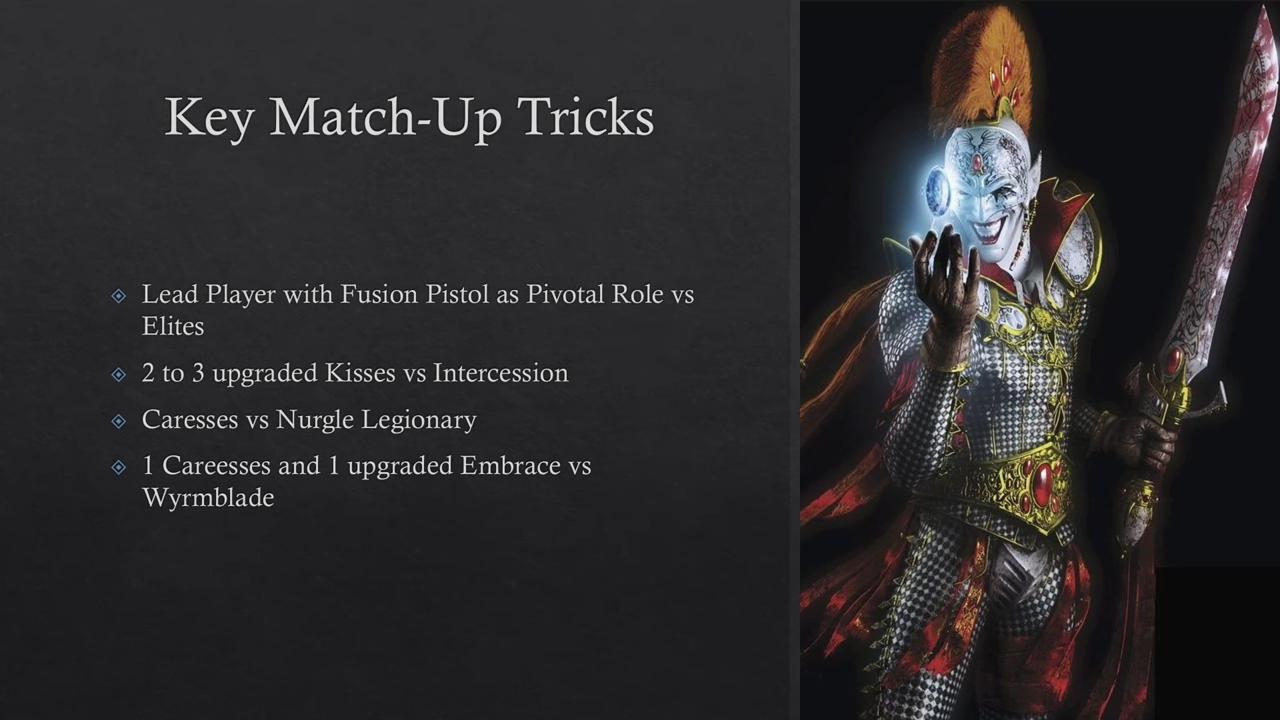 Key Match-Up Tricks
Lead Player with Fusion Pistol as Pivotal Role vs
Elites
2 to 3 upgraded Kisses vs Intercession
Caresses vs Nurgle Legionary
1 Careesses and 1 upgraded Embrace vs
Wyrmblade